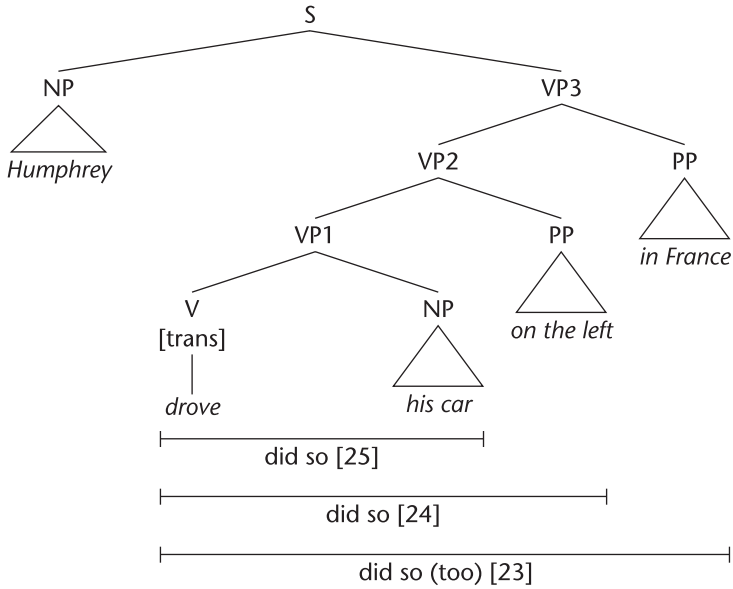 S
NP VP3
Humphrey
VP2 PP
in France
VP1 PP
on the left
V NP
[trans]
drove his car
did so [25]
did so [24]
did so (too) [23]